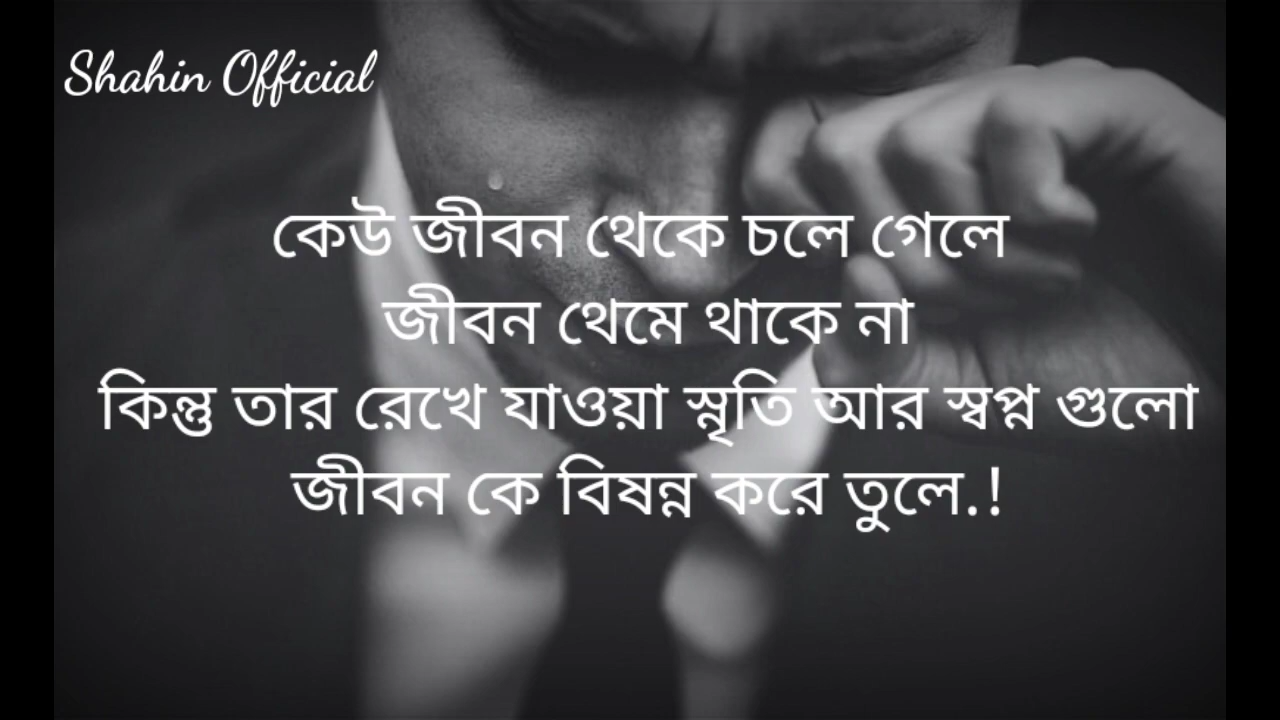 Shahin Official
কেউ জীবন থেকে চলে গেলে
জীবন থেমে থাকে না
কিন্তু তার রেখে যাওয়া স্নৃতি আর স্বপ্ন গুলো
জীবন কে বিষন্ন করে তুলে.!